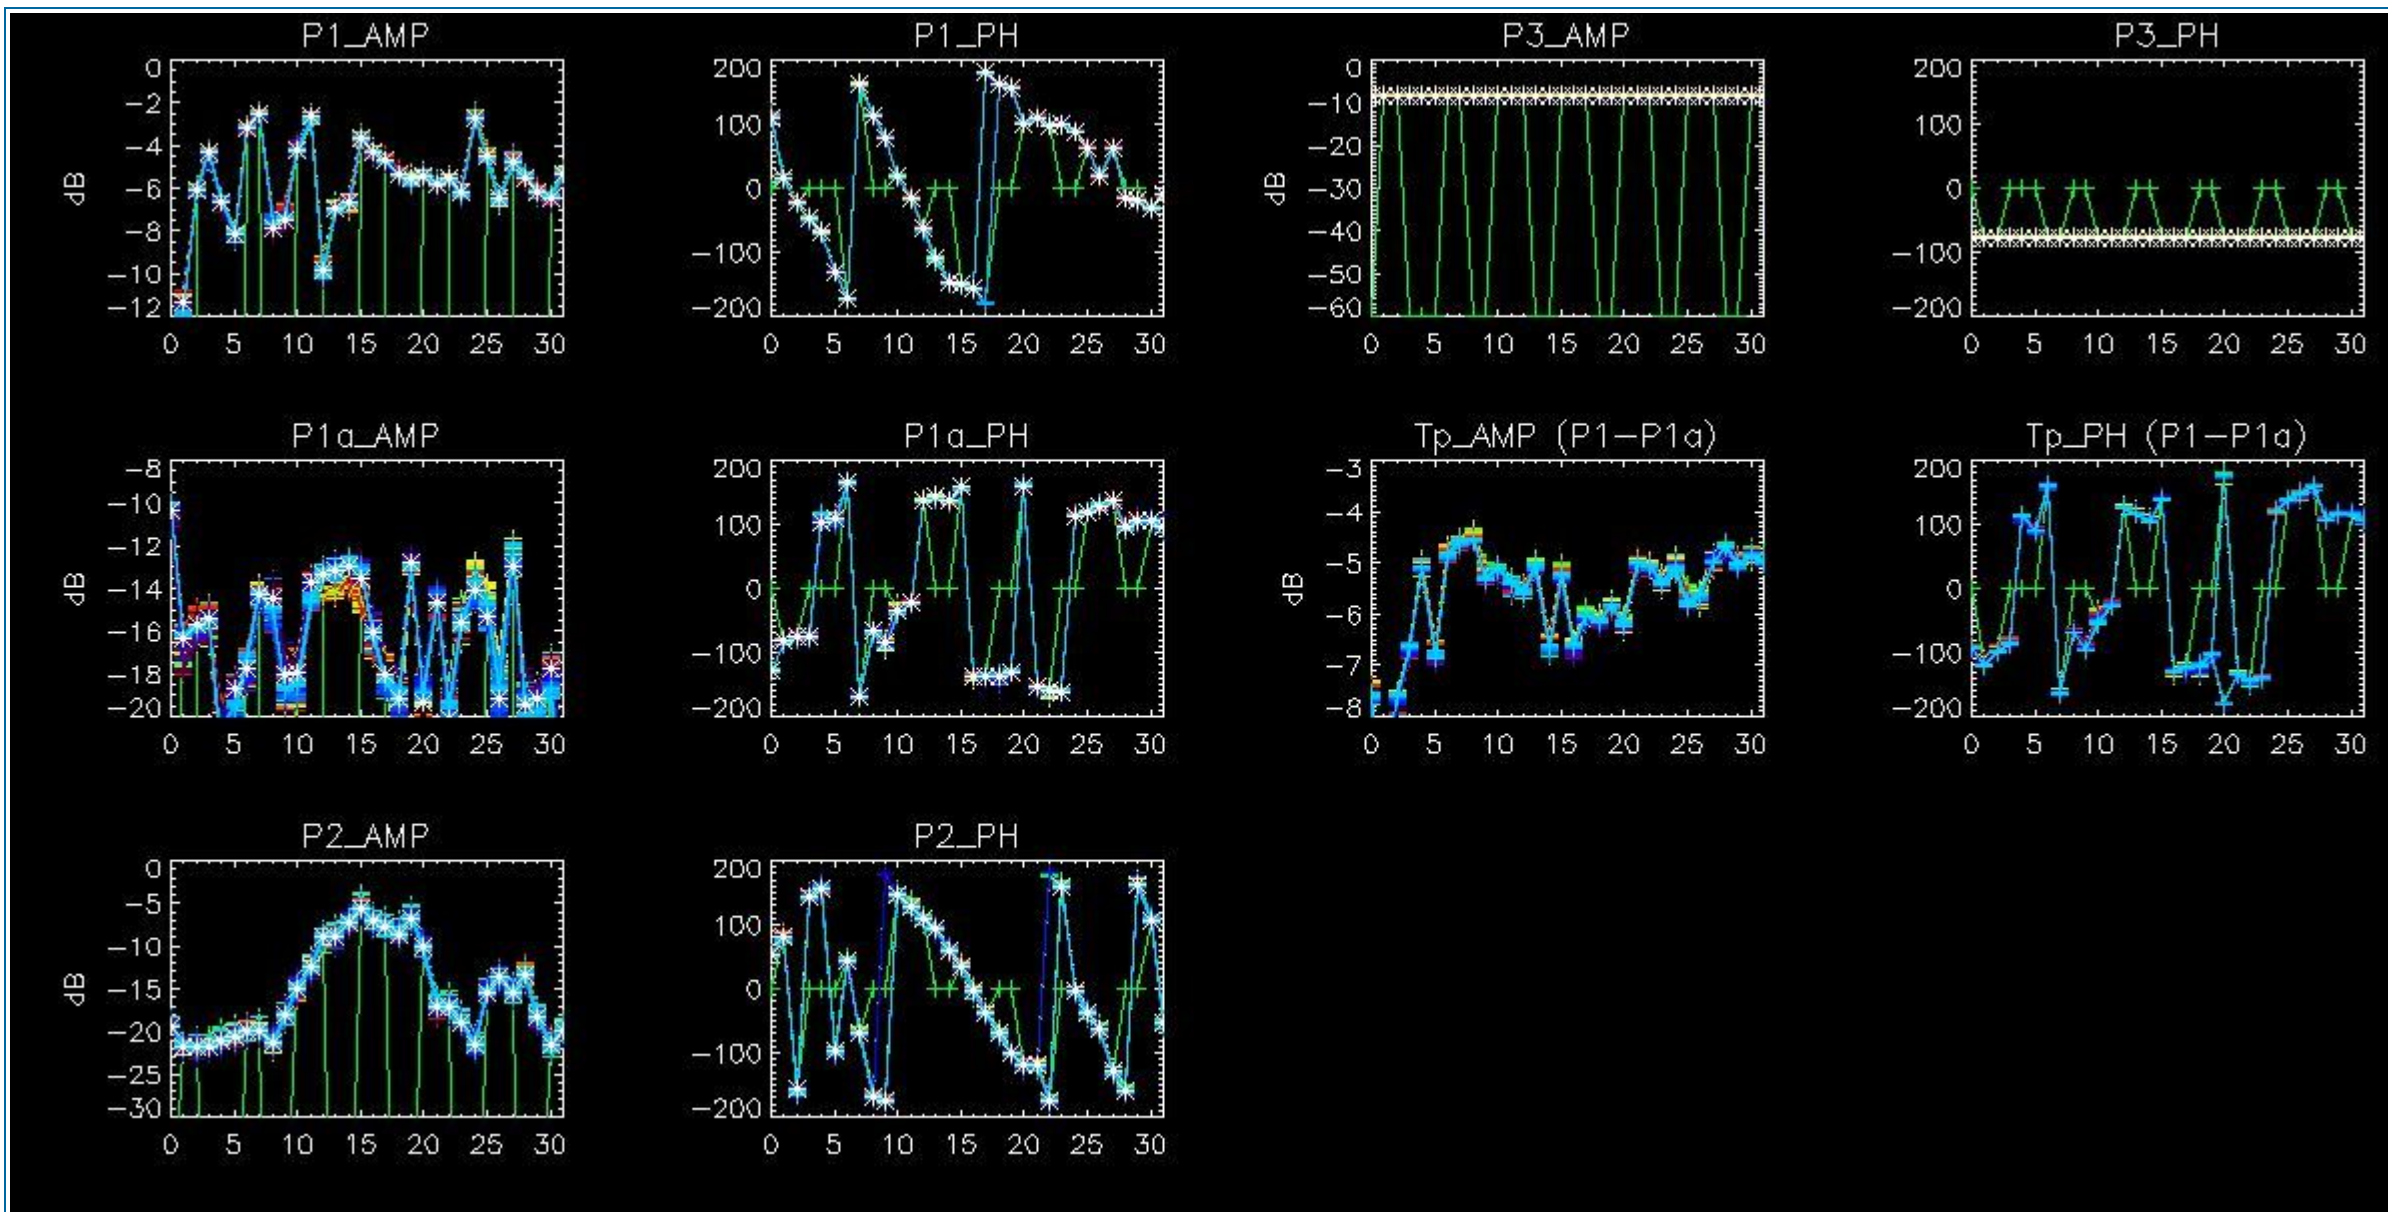 P1_AMP P1_PH P3_AMP P3_PH
0 200 0 200
-2 -10
-4 100 -20 100
dB -6 0 dB -30 0
-8 -40
-10 -100 -50 -100
-12 -200 -60 -200
0 5 10 15 20 25 30 0 5 10 15 20 25 30 0 5 10 15 20 25 30 0 5 10 15 20 25 30
P1a_AMP P1a_PH Tp_AMP (P1-P1a) Tp_PH (P1-P1a)
-8 200 -3 200
-10 100 -4 100
-12
dB -14 0 dB -5 0
-16 -6
-18 -100 -7 -100
-20 -200 -8 -200
0 5 10 15 20 25 30 0 5 10 15 20 25 30 0 5 10 15 20 25 30 0 5 10 15 20 25 30
P2_AMP P2_PH
0 200
-5 100
-10
dB -15 0
-20 -100
-25
-30 -200
0 5 10 15 20 25 30 0 5 10 15 20 25 30